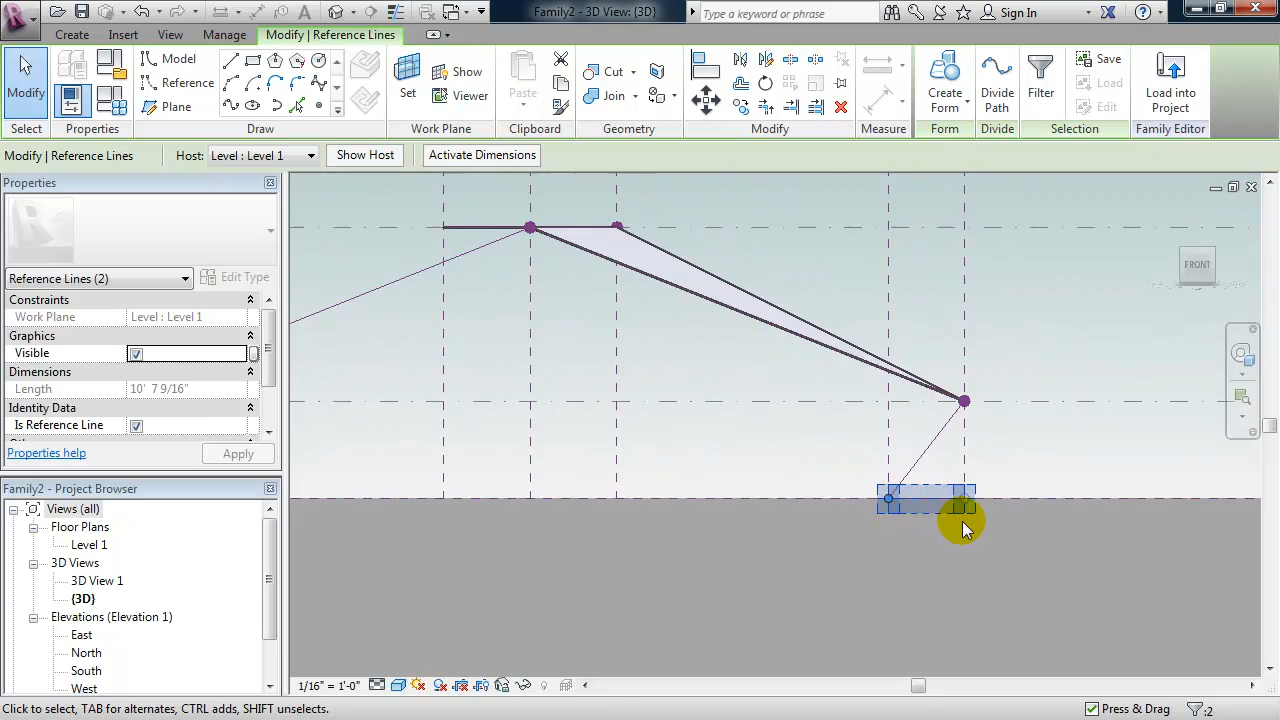 Family2 - 3D View: {3D}
Type a keyword or phrase
Sign In
Create
Insert
View
Manage
Modify | Reference Lines
Modify
Model
Reference
Plane
Set
Show
Viewer
Paste
Cut
Join
Create Form
Divide Path
Filter
Save
Load
Edit
Load into Project
Select
Properties
Draw
Work Plane
Clipboard
Geometry
Modify
Measure
Form
Divide
Selection
Family Editor
Modify | Reference Lines
Host:
Level : Level 1
Show Host
Activate Dimensions
Properties
Reference Lines (2)
Edit Type
Constraints
Work Plane
Level : Level 1
Graphics
Visible
Dimensions
Length
10'  7 9/16"
Identity Data
Is Reference Line
Properties help
Apply
FRONT
Family2 - Project Browser
Views (all)
Floor Plans
Level 1
3D Views
3D View 1
{3D}
Elevations (Elevation 1)
East
North
South
West
1/16" = 1'-0"
Click to select, TAB for alternates, CTRL adds, SHIFT unselects.
Press & Drag
:2